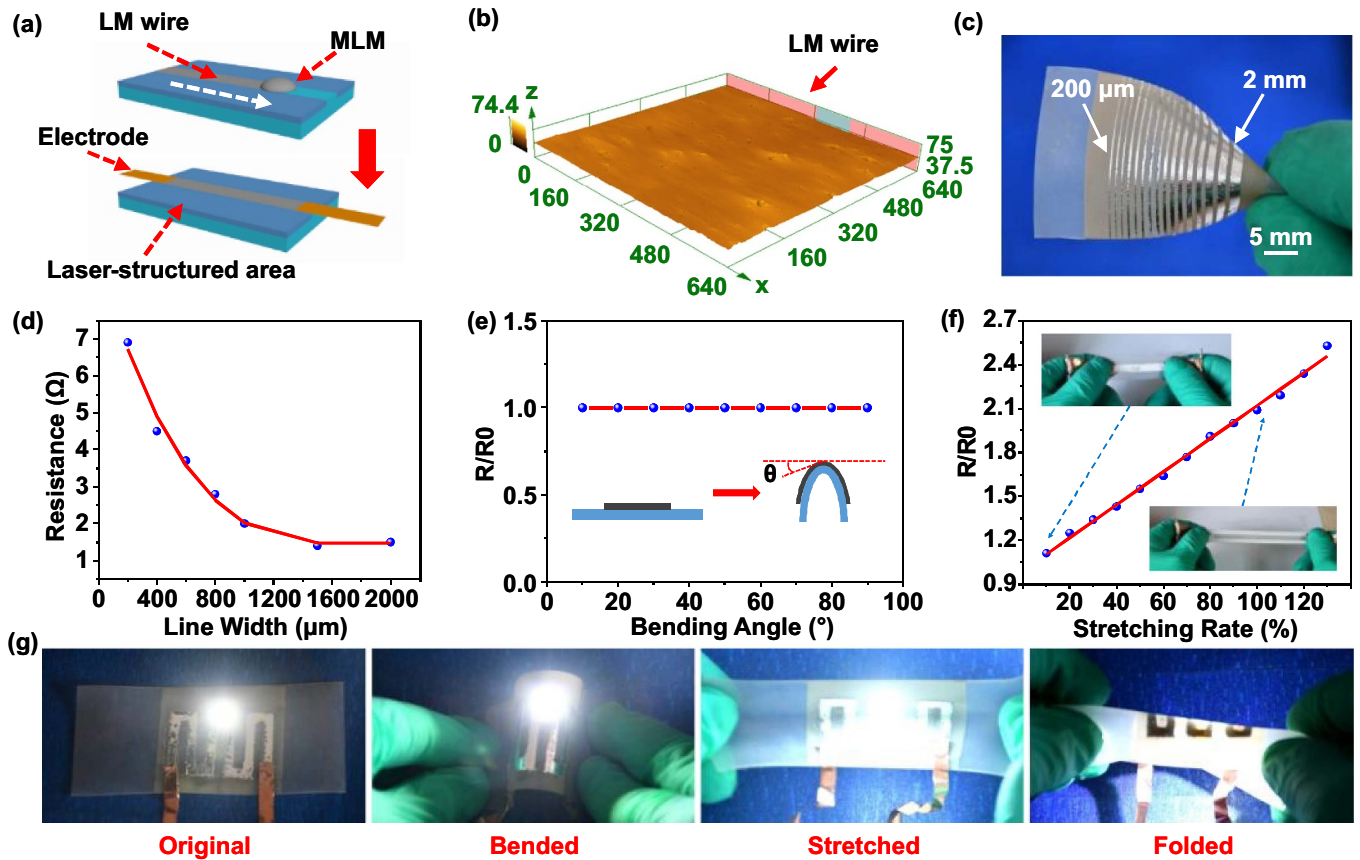 (a)
LM wire
MLM
Electrode
Laser-structured area
(b)
LM wire
74.4
z
0
0
160
320
480
640
x
160
320
480
640
75
37.5
640
(c)
200 µm
2 mm
5 mm
(d)
Resistance (Ω)
7
6
5
4
3
2
1
0 400 800 1200 1600 2000
Line Width (µm)
(e)
R/R0
1.5
1.0
0.5
0.0
θ
0 20 40 60 80 100
Bending Angle (°)
(f)
R/R0
2.7
2.4
2.1
1.8
1.5
1.2
0.9
20 40 60 80 100 120
Stretching Rate (%)
(g)
Original
Bended
Stretched
Folded